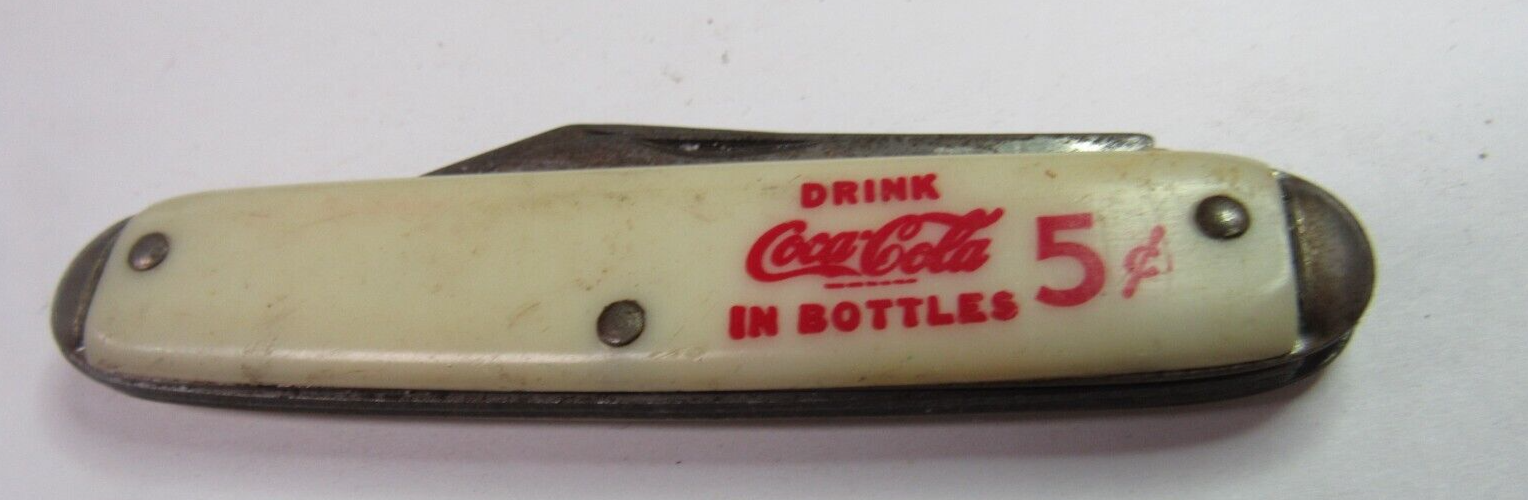 DRINK
Coca-Cola 5¢
IN BOTTLES